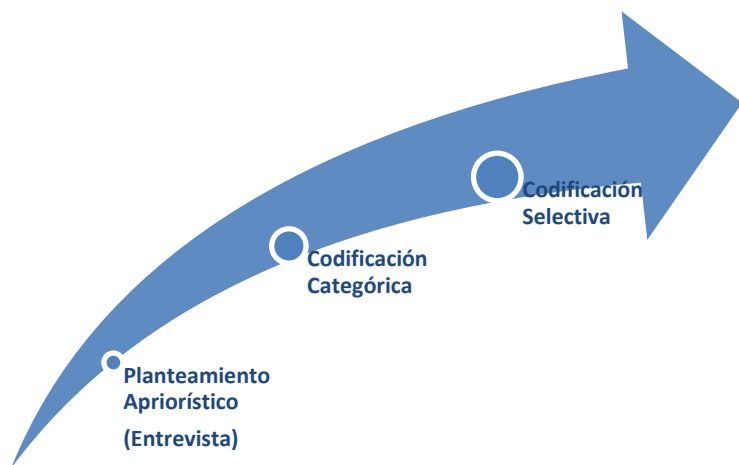 Planteamiento
Apriorístico
(Entrevista)
Codificación
Categórica
Codificación
Selectiva